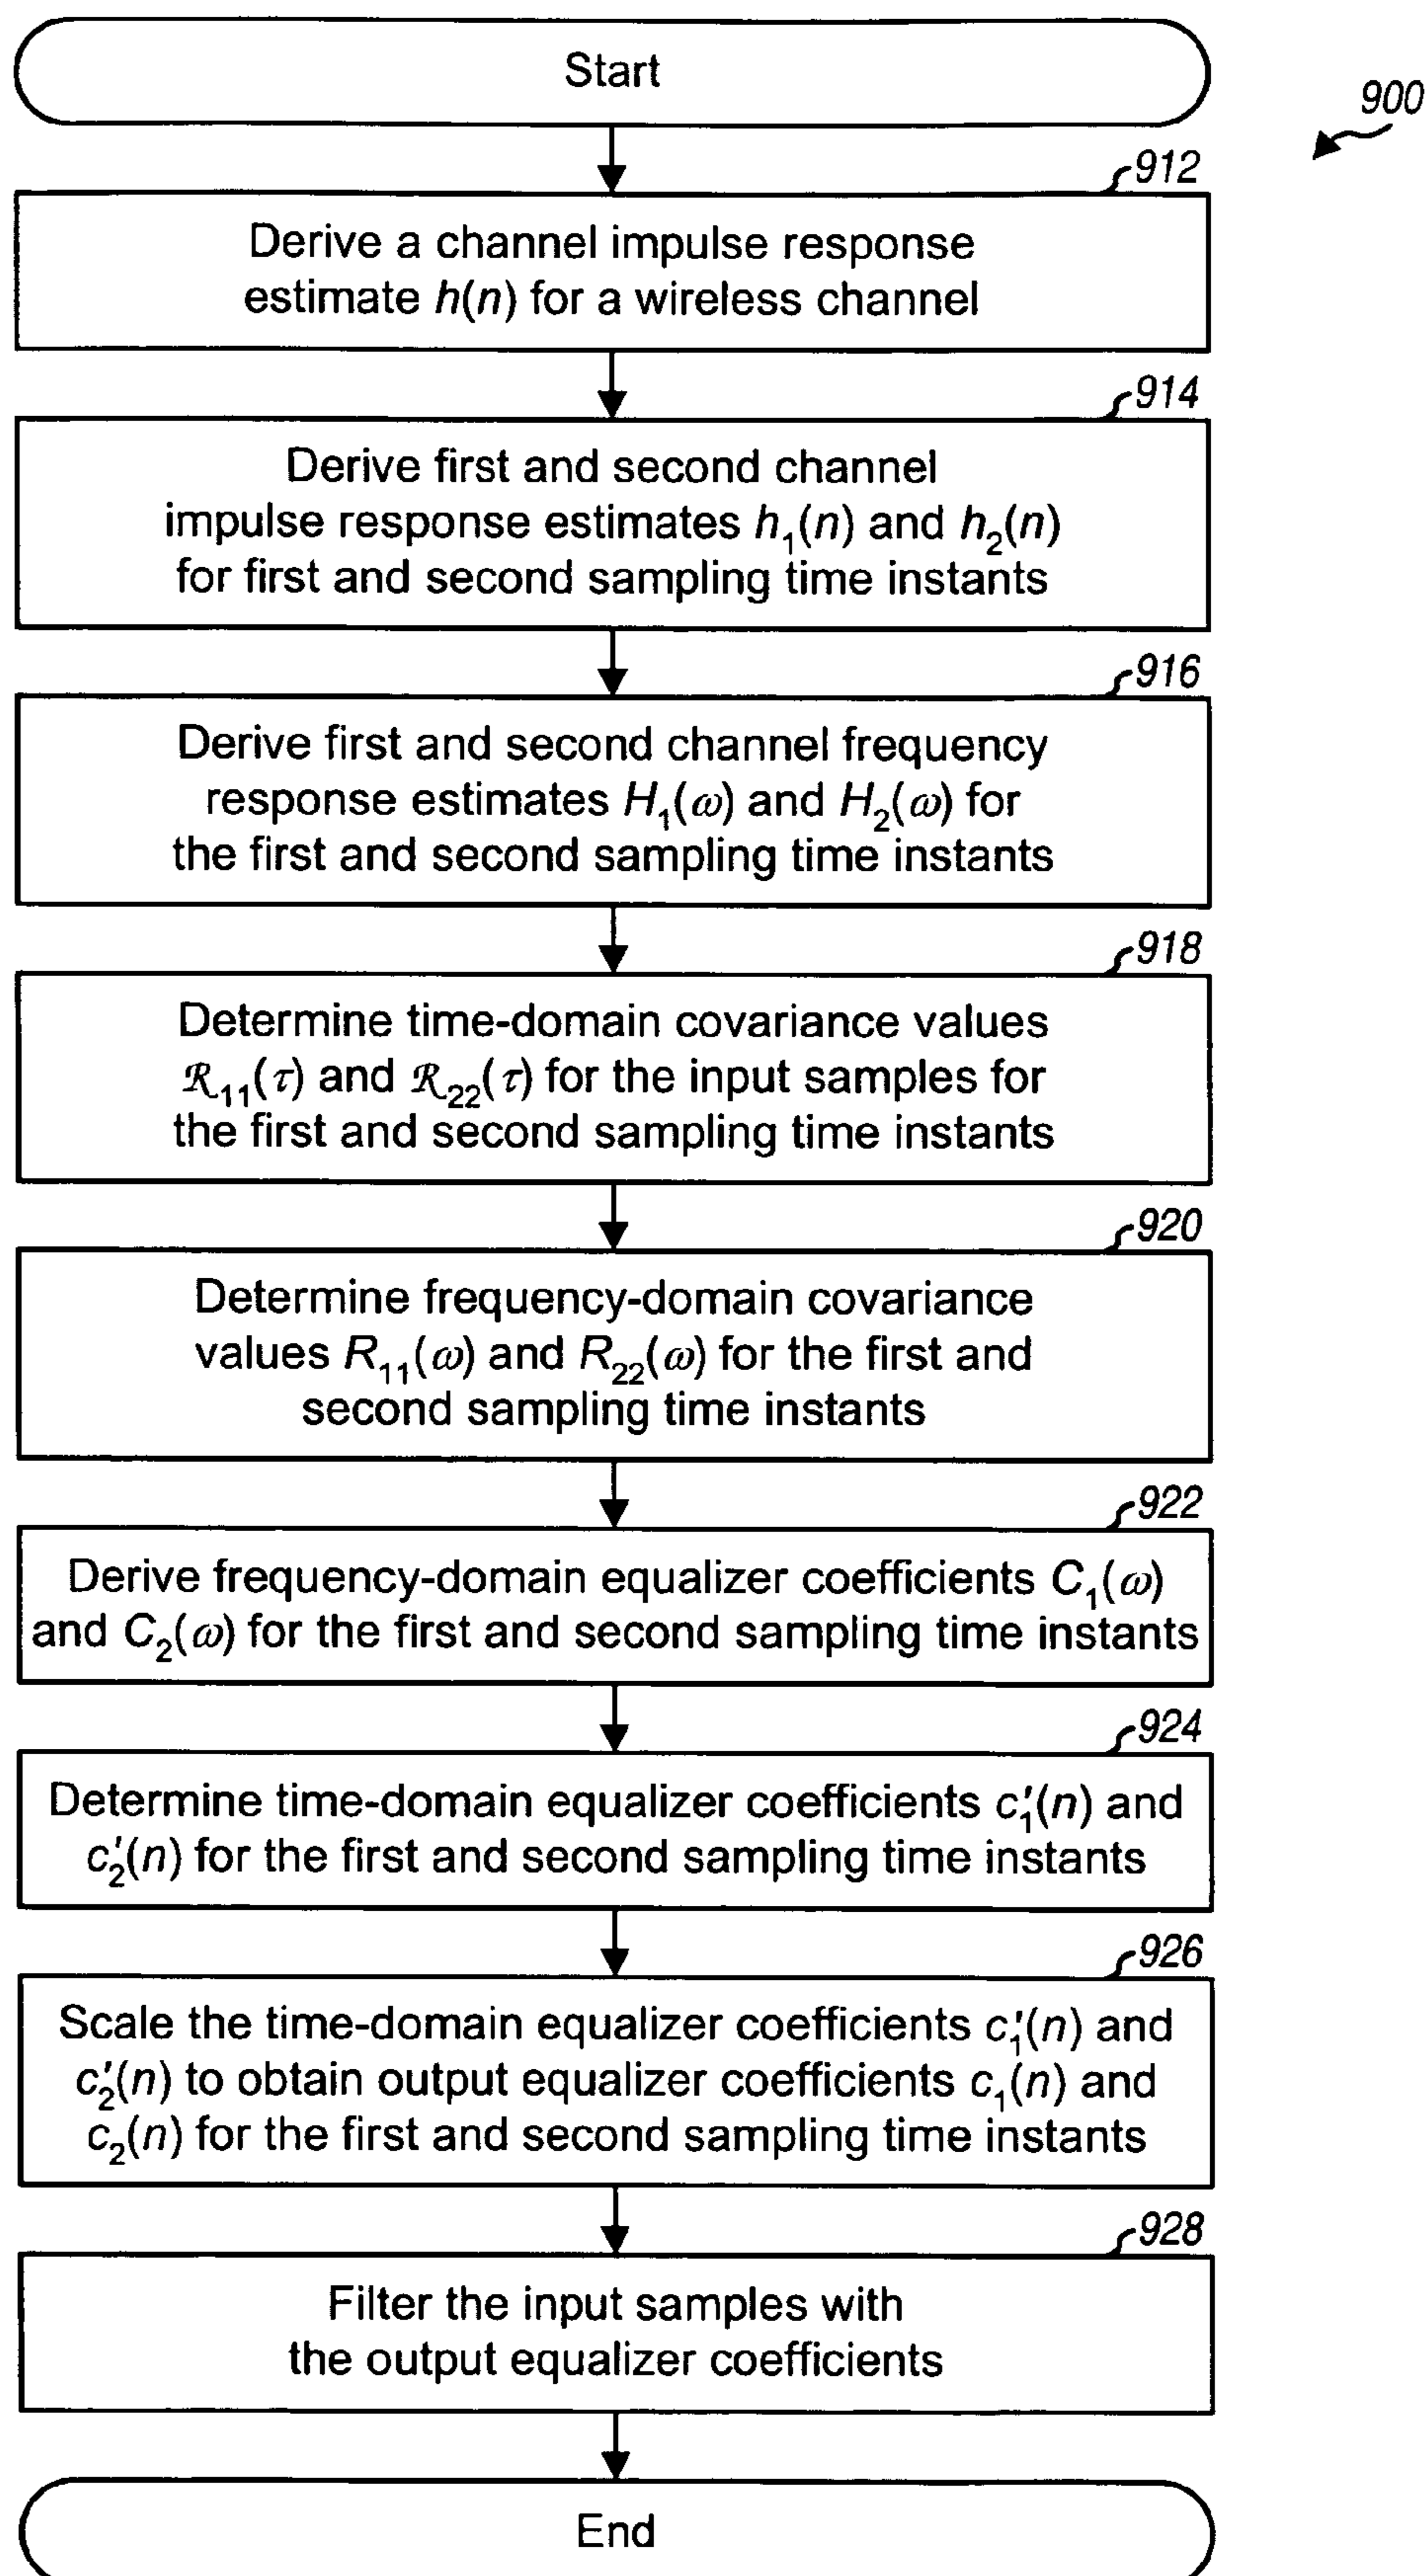 Start
900
912
Derive a channel impulse response
estimate h(n) for a wireless channel
914
Derive first and second channel
impulse response estimates h₁(n) and h₂(n)
for first and second sampling time instants
916
Derive first and second channel frequency
response estimates H₁(ω) and H₂(ω) for
the first and second sampling time instants
918
Determine time-domain covariance values
ℛ₁₁(τ) and ℛ₂₂(τ) for the input samples for
the first and second sampling time instants
920
Determine frequency-domain covariance
values R₁₁(ω) and R₂₂(ω) for the first and
second sampling time instants
922
Derive frequency-domain equalizer coefficients C₁(ω)
and C₂(ω) for the first and second sampling time instants
924
Determine time-domain equalizer coefficients c′₁(n) and
c′₂(n) for the first and second sampling time instants
926
Scale the time-domain equalizer coefficients c′₁(n) and
c′₂(n) to obtain output equalizer coefficients c₁(n) and
c₂(n) for the first and second sampling time instants
928
Filter the input samples with
the output equalizer coefficients
End